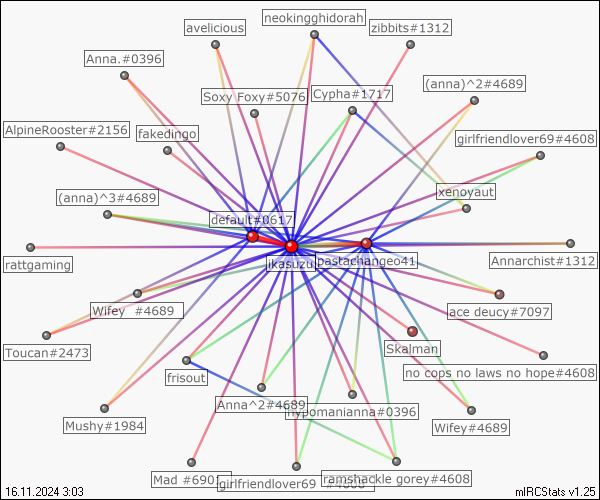 neokingghidorah
avelicious
zibbits#1312
Anna.#0396
(anna)^2#4689
Soxy Foxy#5076
Cypha#1717
AlpineRooster#2156
fakedingo
girlfriendlover69#4608
(anna)^3#4689
xenoyaut
default#0617
rattgaming
ikasuzu
pastachangeo41
Annarchist#1312
Wifey #4689
ace deucy#7097
Toucan#2473
Skalman
frisout
no cops no laws no hope#4608
Anna^2#4689
hypomanianna#0396
Mushy#1984
Wifey#4689
Mad #690
girlfriendlover69
ramshackle gorey#4608
16.11.2024 3:03
mIRCStats v1.25